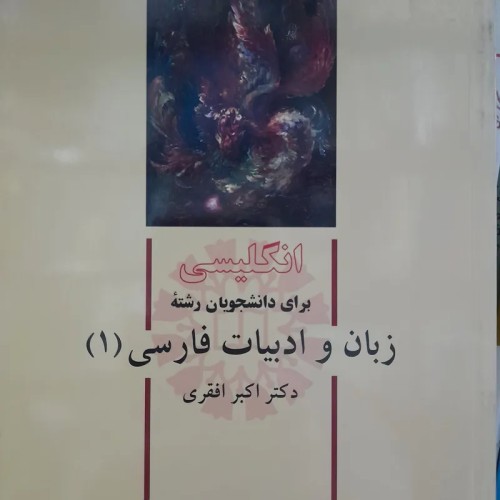 انگلیسی
برای دانشجویان رشتهٔ
زبان و ادبیات فارسی (۱)
دکتر اکبر افقری